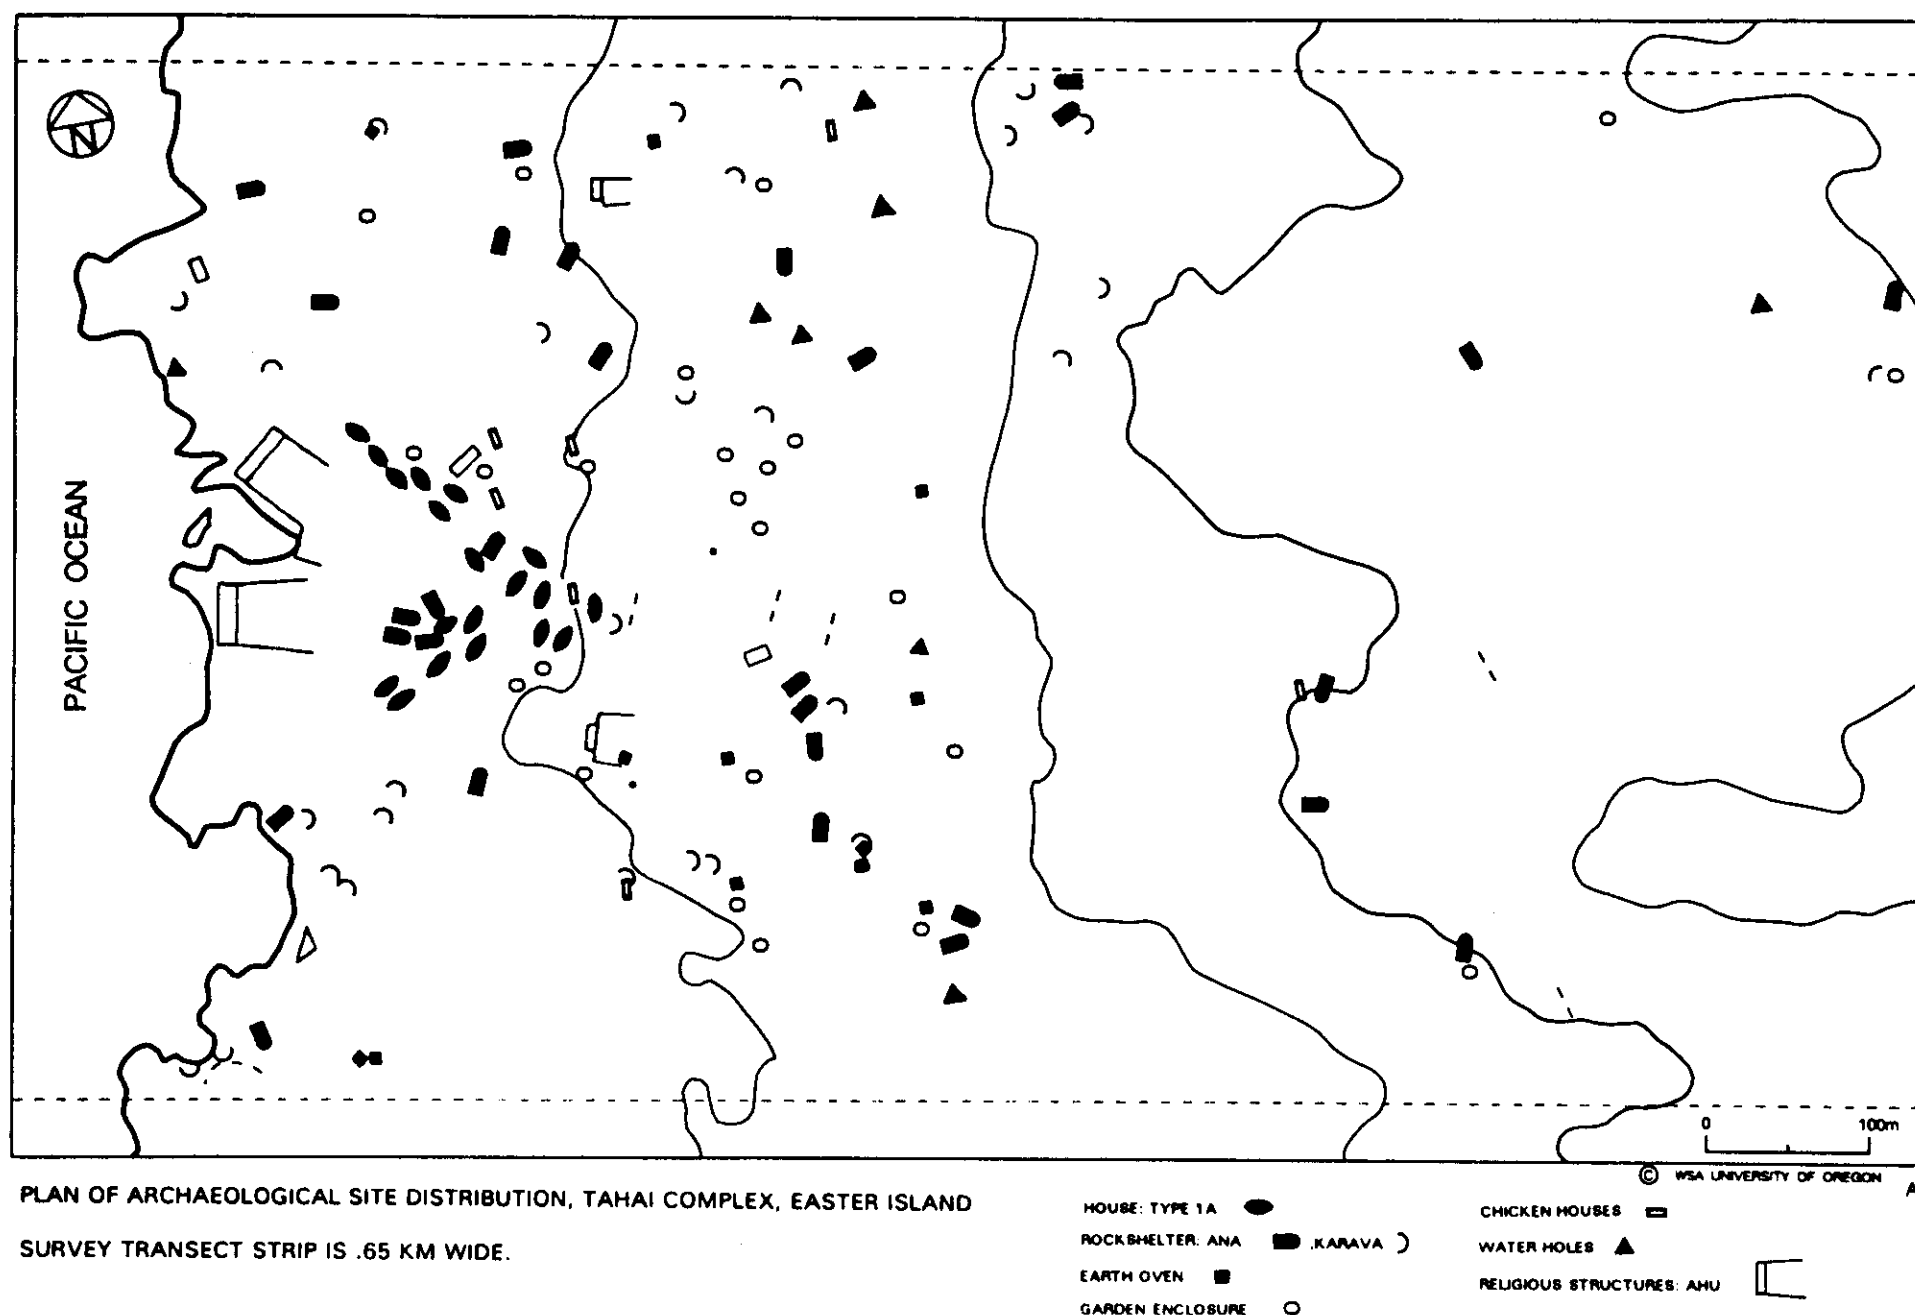 N
PACIFIC OCEAN
0 100m
© WSA UNIVERSITY OF OREGON A
PLAN OF ARCHAEOLOGICAL SITE DISTRIBUTION, TAHAI COMPLEX, EASTER ISLAND
SURVEY TRANSECT STRIP IS .65 KM WIDE.
HOUSE: TYPE 1A
ROCKSHELTER: ANA ,KARAVA
EARTH OVEN
GARDEN ENCLOSURE
CHICKEN HOUSES
WATER HOLES
RELIGIOUS STRUCTURES: AHU